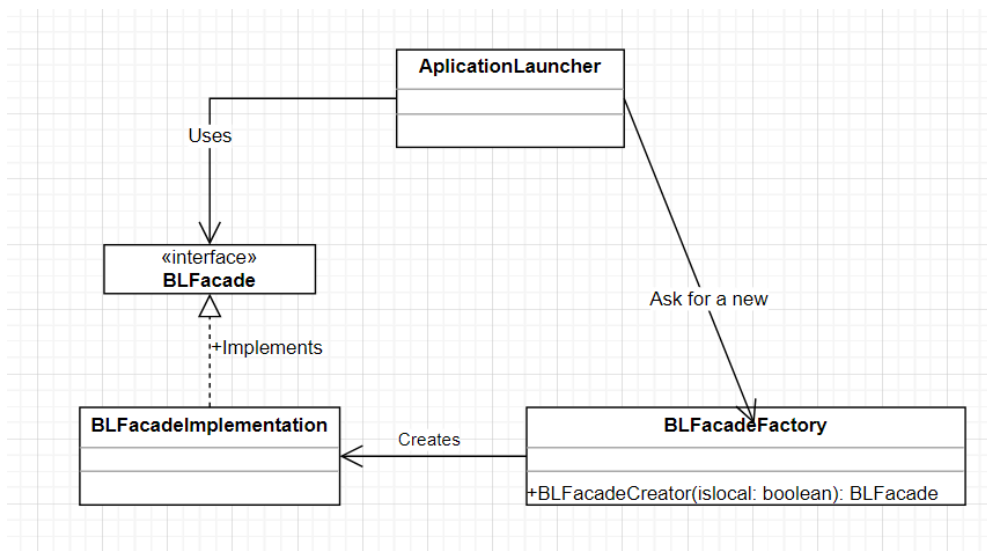 AplicationLauncher
Uses
«interface»
BLFacade
Ask for a new
+Implements
BLFacadeImplementation
Creates
BLFacadeFactory
+BLFacadeCreator(islocal: boolean): BLFacade